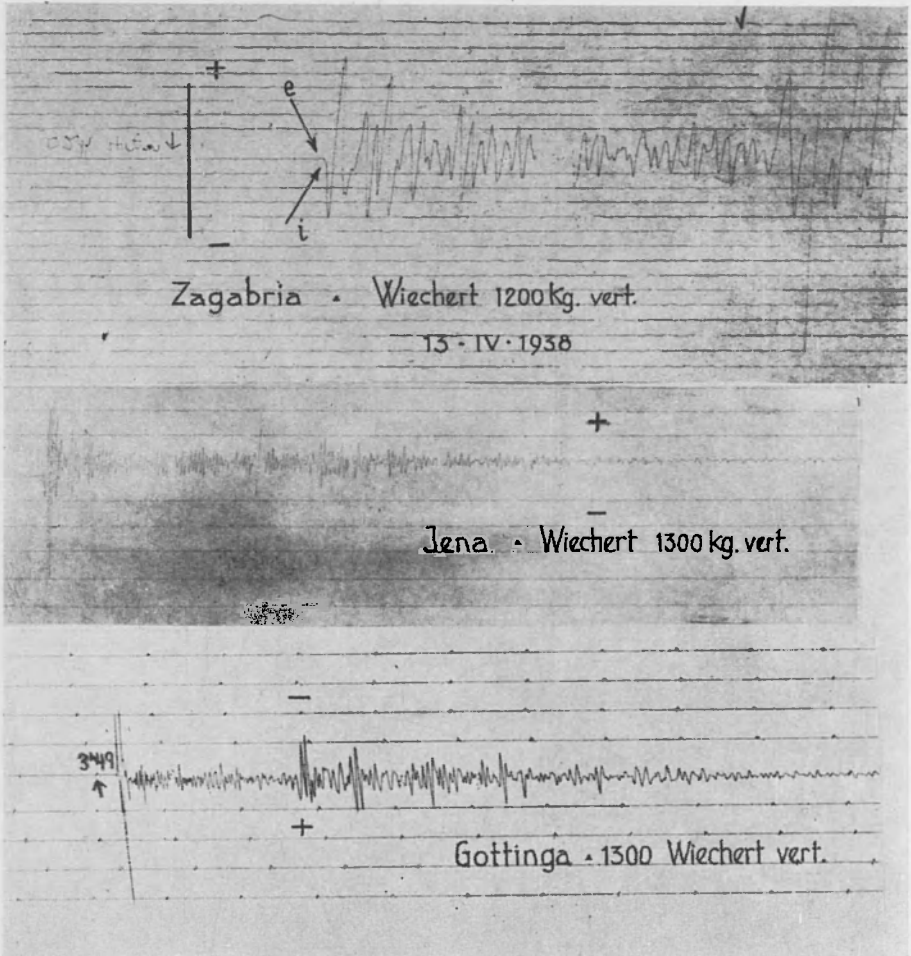 +
e
i
−
Zagabria · Wiechert 1200 kg. vert.
13 · IV · 1938
+
−
Jena · Wiechert 1300 kg. vert.
−
3ʰ49
+
Gottinga · 1300 Wiechert vert.